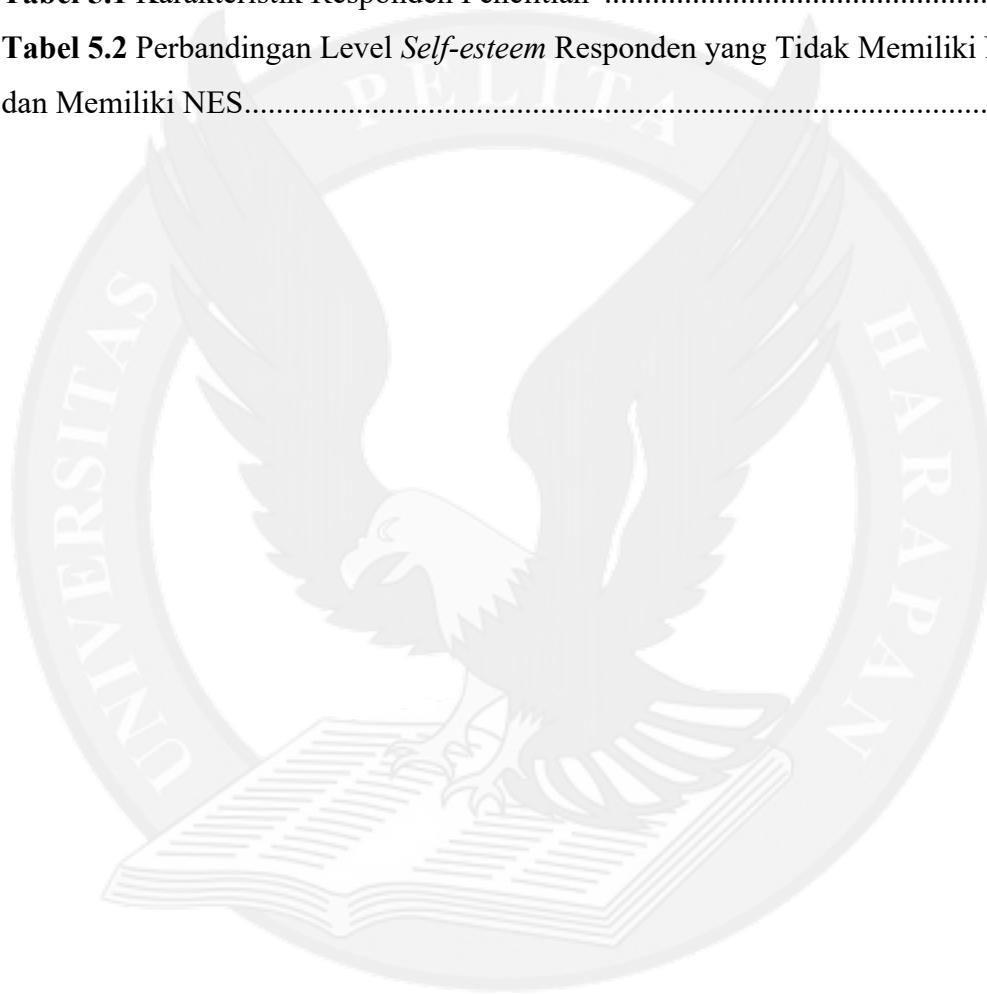 Tabel 5.1 Karakteristik Responden Penelitian ................................................
Tabel 5.2 Perbandingan Level Self-esteem Responden yang Tidak Memiliki
dan Memiliki NES.............................................................................................
UNIVERSITAS PELITA HARAPAN